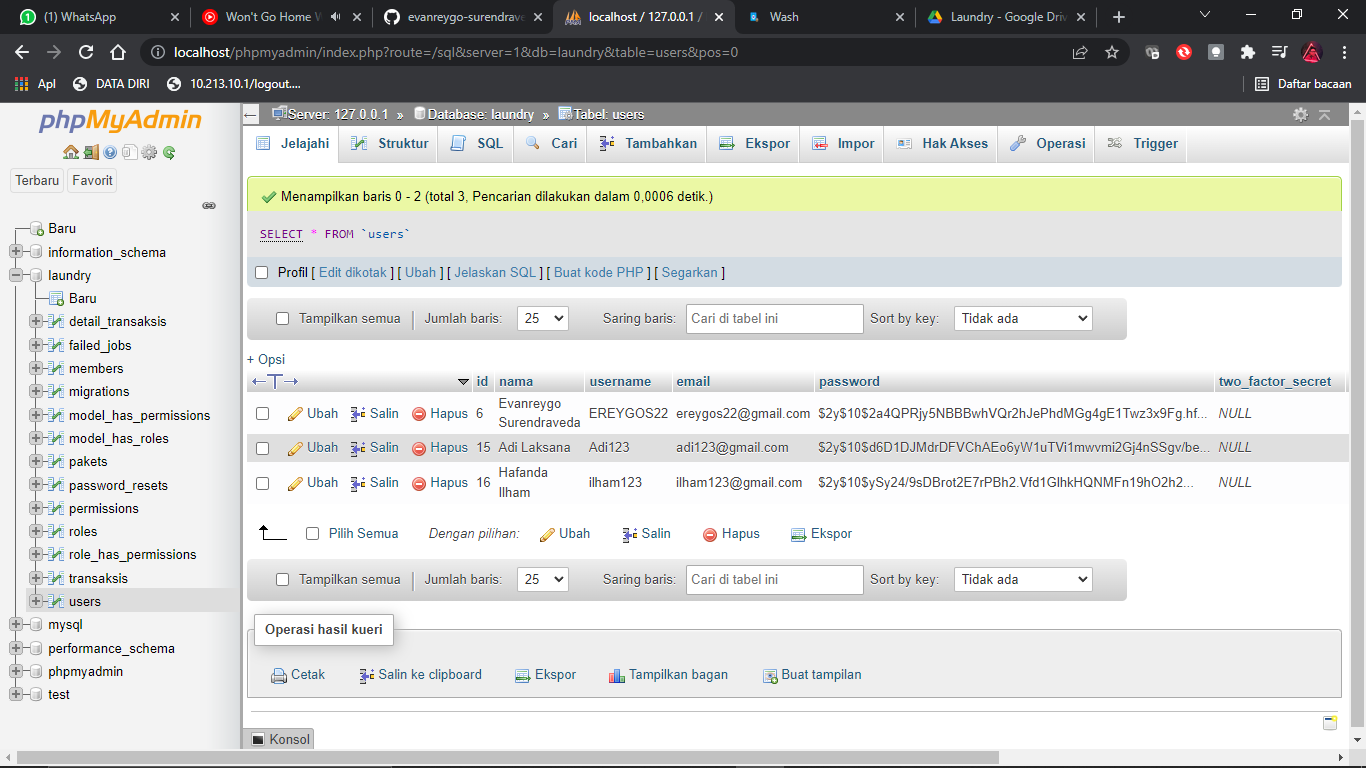 (1) WhatsApp
Won't Go Home W
evanreygo-surendrave
localhost / 127.0.0.1 /
Wash
Laundry - Google Driv
localhost/phpmyadmin/index.php?route=/sql&server=1&db=laundry&table=users&pos=0
Apl
DATA DIRI
10.213.10.1/logout....
Daftar bacaan
phpMyAdmin
Terbaru Favorit
Baru
information_schema
laundry
Baru
detail_transaksis
failed_jobs
members
migrations
model_has_permissions
model_has_roles
pakets
password_resets
permissions
roles
role_has_permissions
transaksis
users
mysql
performance_schema
phpmyadmin
test
Server: 127.0.0.1 » Database: laundry » Tabel: users
Jelajahi Struktur SQL Cari Tambahkan Ekspor Impor Hak Akses Operasi Trigger
Menampilkan baris 0 - 2 (total 3, Pencarian dilakukan dalam 0,0006 detik.)
SELECT * FROM `users`
Profil [ Edit dikotak ] [ Ubah ] [ Jelaskan SQL ] [ Buat kode PHP ] [ Segarkan ]
Tampilkan semua | Jumlah baris: 25 Saring baris: Cari di tabel ini Sort by key: Tidak ada
+ Opsi
id nama username email password two_factor_secret
Ubah Salin Hapus 6 Evanreygo Surendraveda EREYGOS22 ereygos22@gmail.com $2y$10$2a4QPRjy5NBBBwhVQr2hJePhdMGg4gE1Twz3x9Fg.hf... NULL
Ubah Salin Hapus 15 Adi Laksana Adi123 adi123@gmail.com $2y$10$d6D1DJMdrDFVChAEo6yW1uTVi1mwvmi2Gj4nSSgv/be... NULL
Ubah Salin Hapus 16 Hafanda Ilham ilham123 ilham123@gmail.com $2y$10$ySy24/9sDBrot2E7rPBh2.Vfd1GlhkHQNMFn19hO2h2... NULL
Pilih Semua Dengan pilihan: Ubah Salin Hapus Ekspor
Tampilkan semua | Jumlah baris: 25 Saring baris: Cari di tabel ini Sort by key: Tidak ada
Operasi hasil kueri
Cetak Salin ke clipboard Ekspor Tampilkan bagan Buat tampilan
Konsol